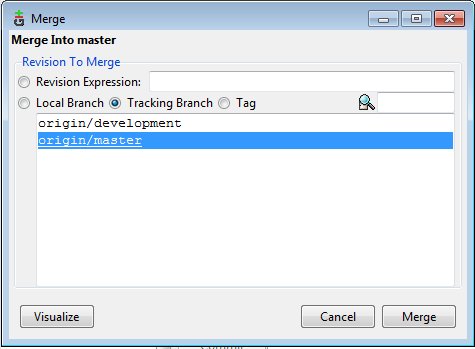 Merge
Merge Into master
Revision To Merge
Revision Expression:
Local Branch Tracking Branch Tag
origin/development
origin/master
Visualize Cancel Merge